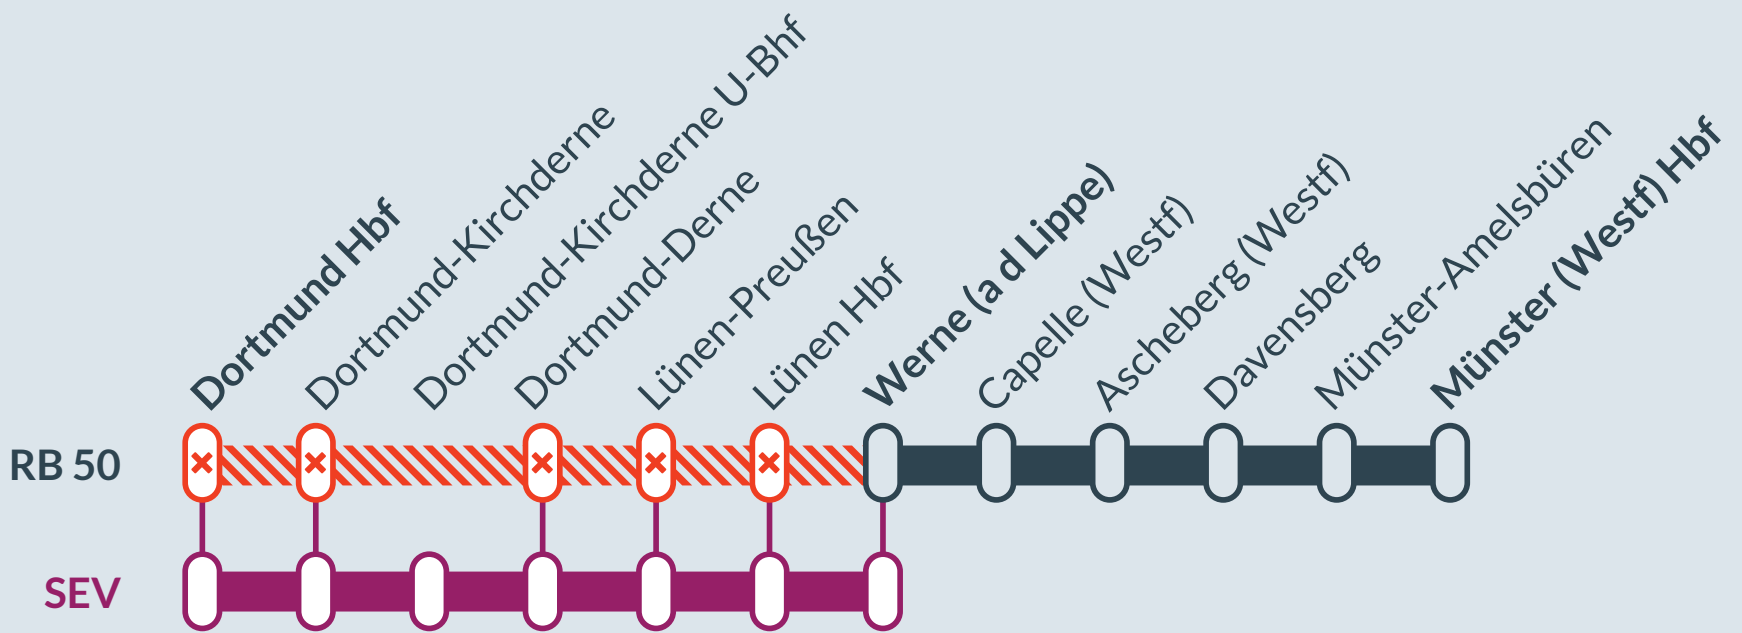 Dortmund Hbf
Dortmund-Kirchderne
Dortmund-Kirchderne U-Bhf
Dortmund-Derne
Lünen-Preußen
Lünen Hbf
Werne (a d Lippe)
Capelle (Westf)
Ascheberg (Westf)
Davensberg
Münster-Amelsbüren
Münster (Westf) Hbf
RB 50
SEV